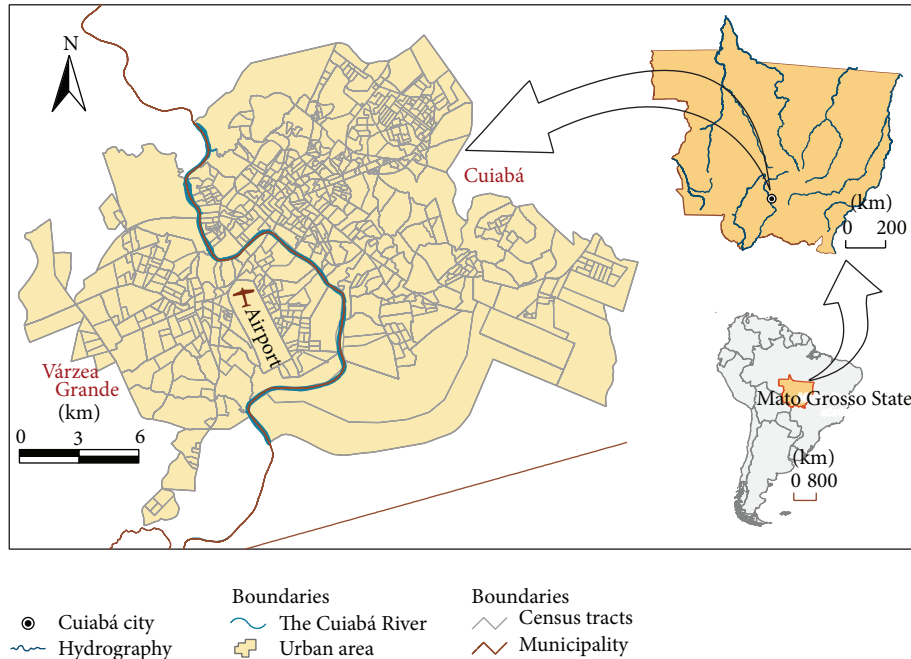 N
Cuiabá
Airport
Várzea
Grande
(km)
0 3 6
(km)
0 200
Mato Grosso State
(km)
0 800
Cuiabá city
Hydrography
Boundaries
The Cuiabá River
Urban area
Boundaries
Census tracts
Municipality